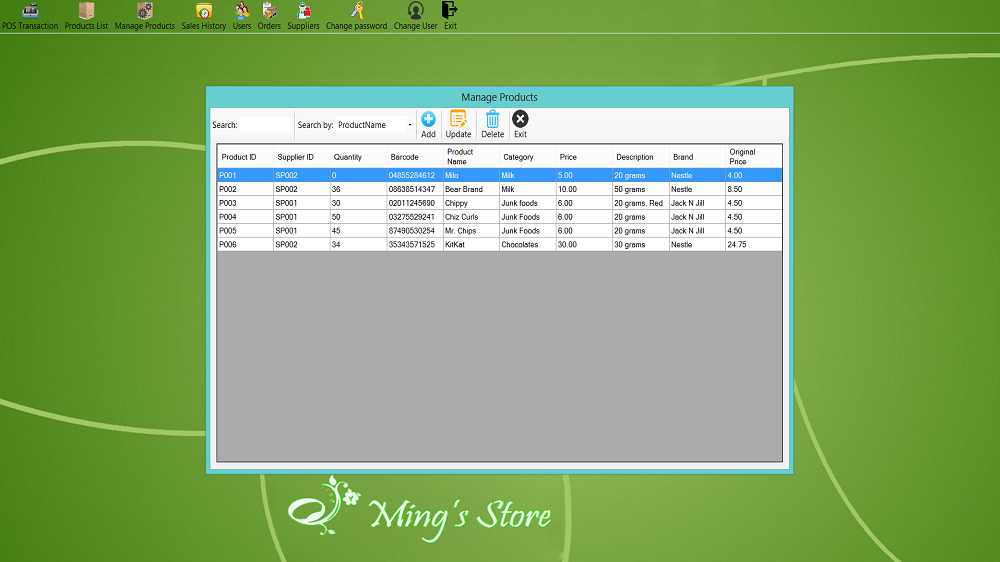 POS Transaction Products List Manage Products Sales History Users Orders Suppliers Change password Change User Exit
Manage Products
Search: Search by: ProductName Add Update Delete Exit
Product ID Supplier ID Quantity Barcode Product Name Category Price Description Brand Original Price
P001 SP002 0 04855284612 Milo Milk 5.00 20 grams Nestle 4.00
P002 SP002 36 08638514347 Bear Brand Milk 10.00 50 grams Nestle 8.50
P003 SP001 30 02011245690 Chippy Junk foods 6.00 20 grams, Red Jack N Jill 4.50
P004 SP001 50 03275529241 Chiz Curls Junk Foods 6.00 20 grams Jack N Jill 4.50
P005 SP001 45 87490530254 Mr. Chips Junk Foods 6.00 20 grams Jack N Jill 4.50
P006 SP002 34 35343571525 KitKat Chocolates 30.00 30 grams Nestle 24.75
Ming's Store